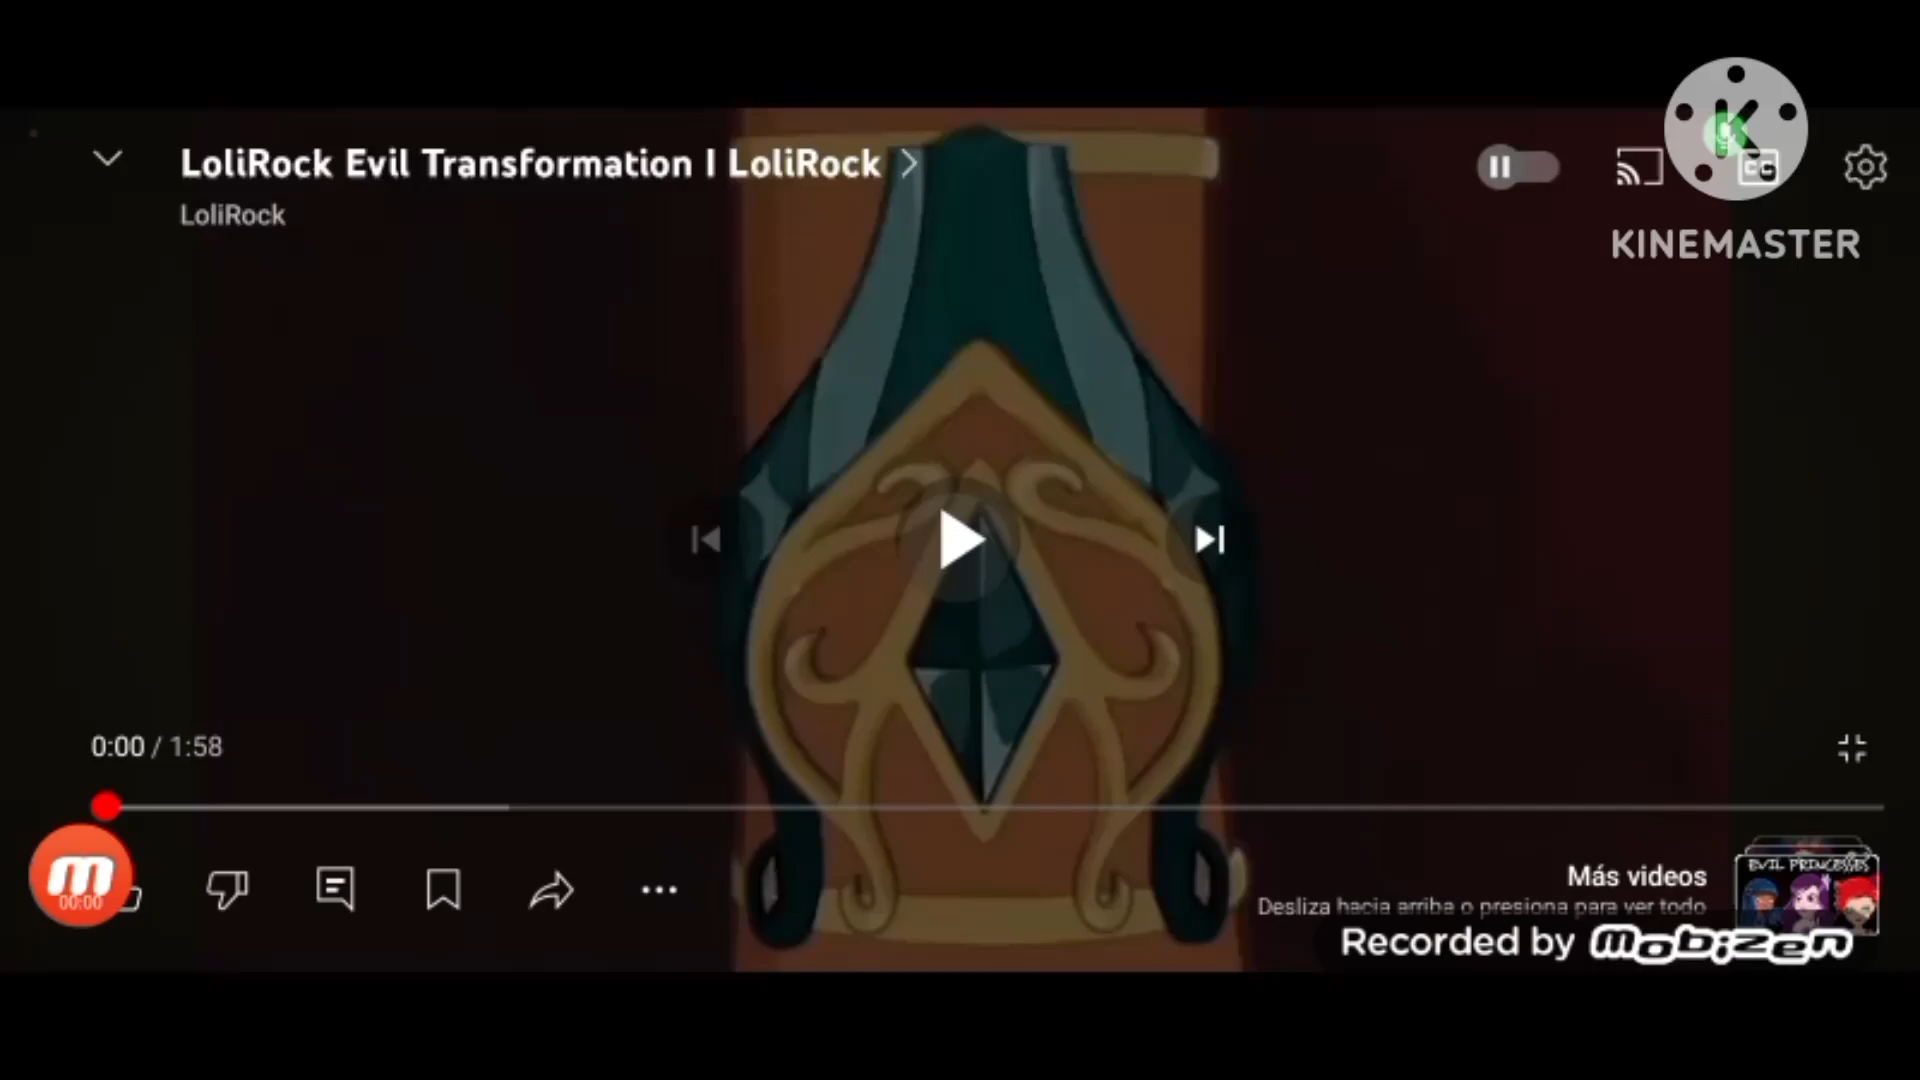 LoliRock Evil Transformation I LoliRock
LoliRock
CC
K
KINEMASTER
0:00 / 1:58
m
00:00
Más videos
Desliza hacia arriba o presiona para ver todo
EVIL PRINCESSES
Recorded by mobizen